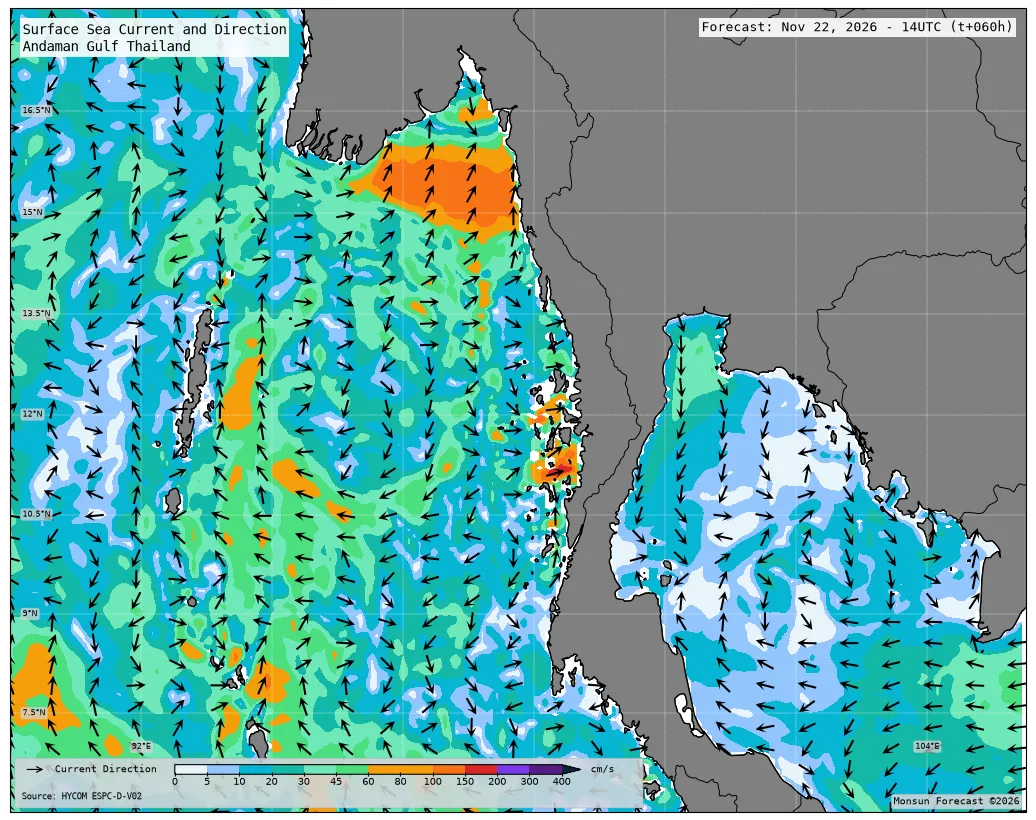 Surface Sea Current and Direction
Andaman Gulf Thailand
Forecast: Nov 22, 2026 - 14UTC (t+060h)
16.5°N
15°N
13.5°N
12°N
10.5°N
9°N
7.5°N
92°E
104°E
Current Direction
0 5 10 20 30 45 60 80 100 150 200 300 400 cm/s
Source: HYCOM ESPC-D-V02
Monsun Forecast ©2026